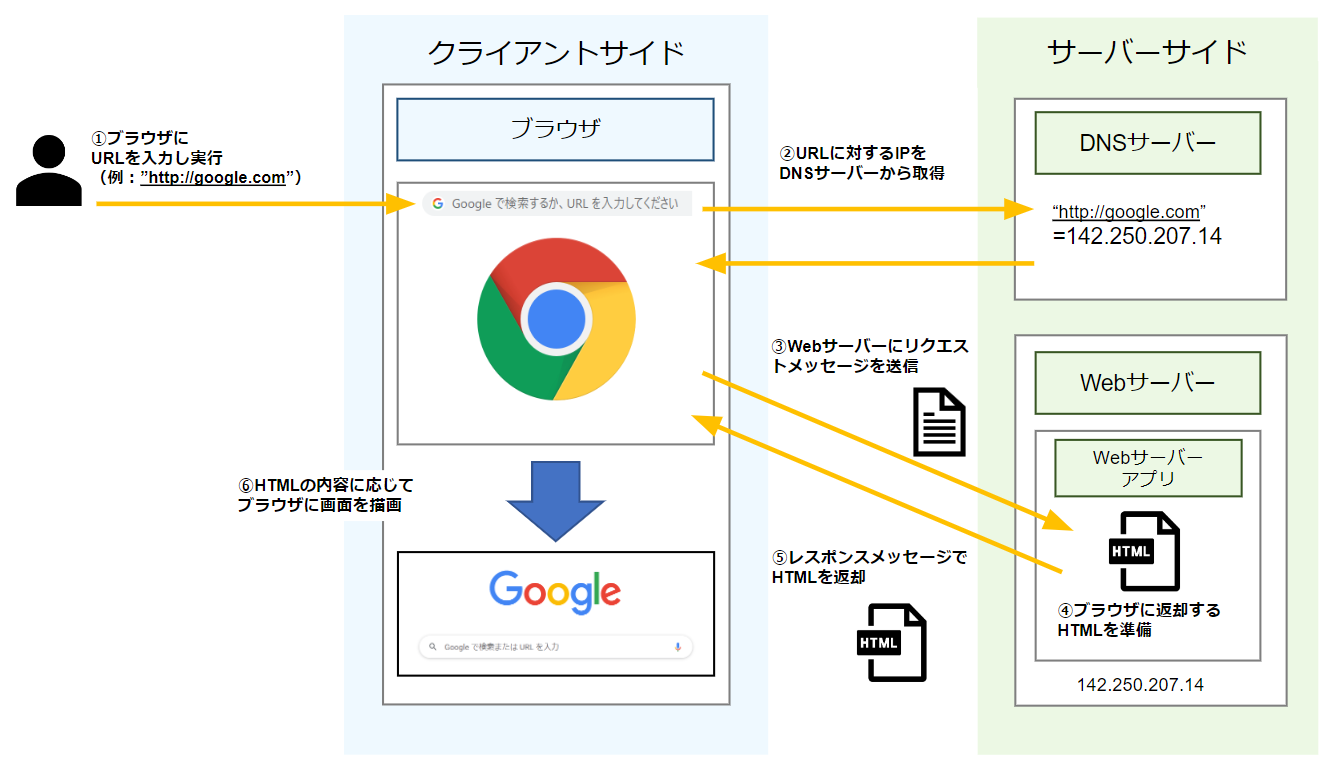 クライアントサイド
サーバーサイド
ブラウザ
DNSサーバー
①ブラウザに
URLを入力し実行
（例：”http://google.com”）
②URLに対するIPを
DNSサーバーから取得
G Google で検索するか、URL を入力してください
“http://google.com”
=142.250.207.14
③Webサーバーにリクエス
トメッセージを送信
Webサーバー
Webサーバー
アプリ
⑥HTMLの内容に応じて
ブラウザに画面を描画
HTML
⑤レスポンスメッセージで
HTMLを返却
HTML
④ブラウザに返却する
HTMLを準備
Google
Google で検索または URL を入力
142.250.207.14